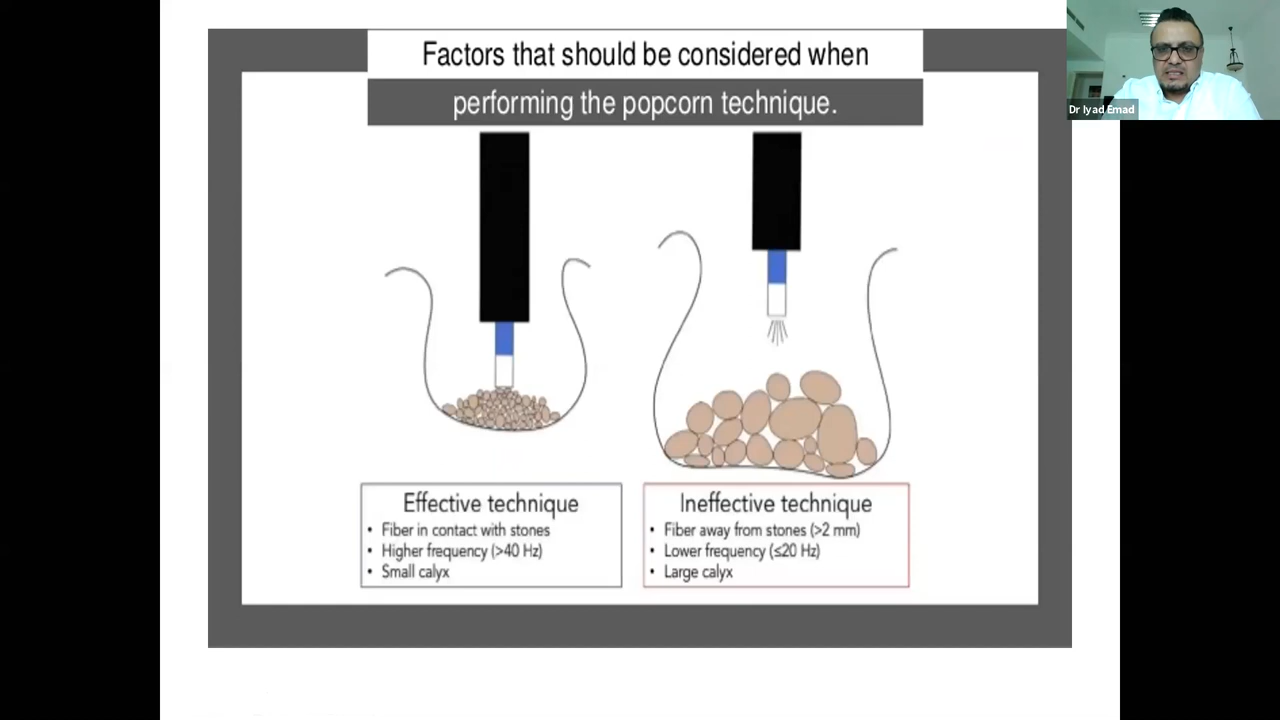 Factors that should be considered when
performing the popcorn technique.
Dr Iyad Emad
Effective technique
• Fiber in contact with stones
• Higher frequency (>40 Hz)
• Small calyx
Ineffective technique
• Fiber away from stones (>2 mm)
• Lower frequency (≤20 Hz)
• Large calyx